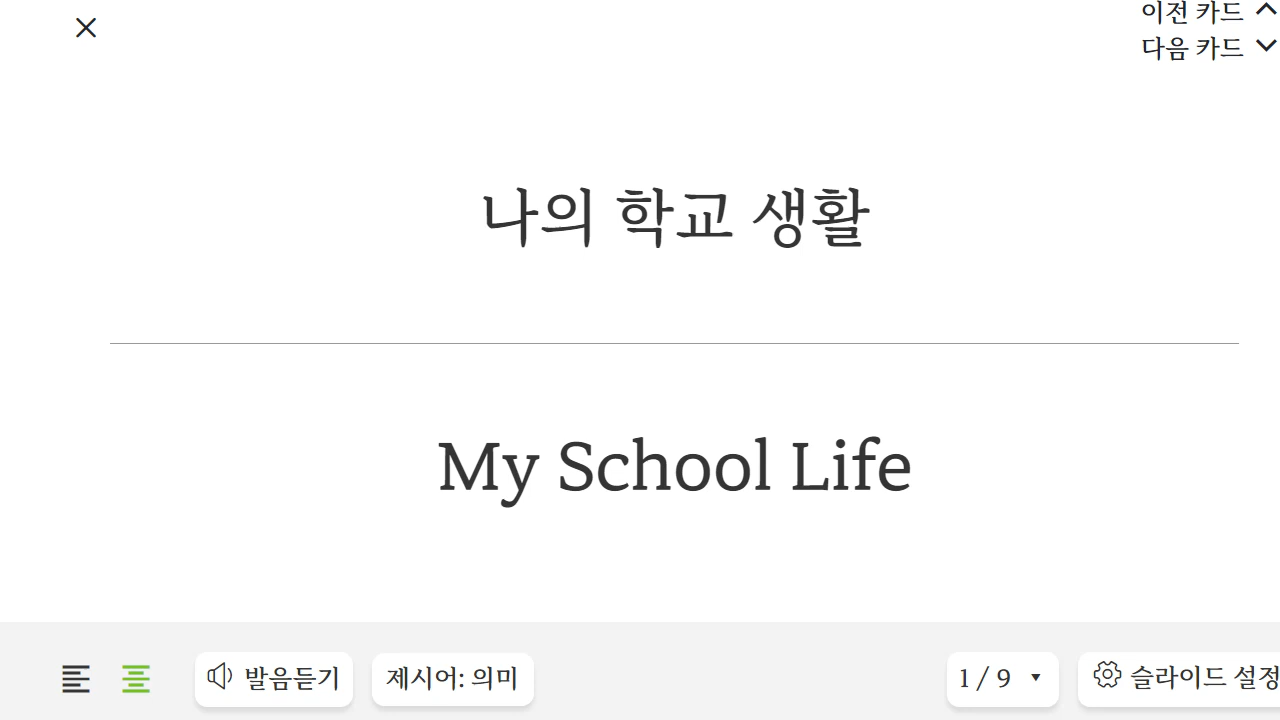 이전 카드
다음 카드
나의 학교 생활
My School Life
발음듣기
제시어: 의미
1 / 9
슬라이드 설정